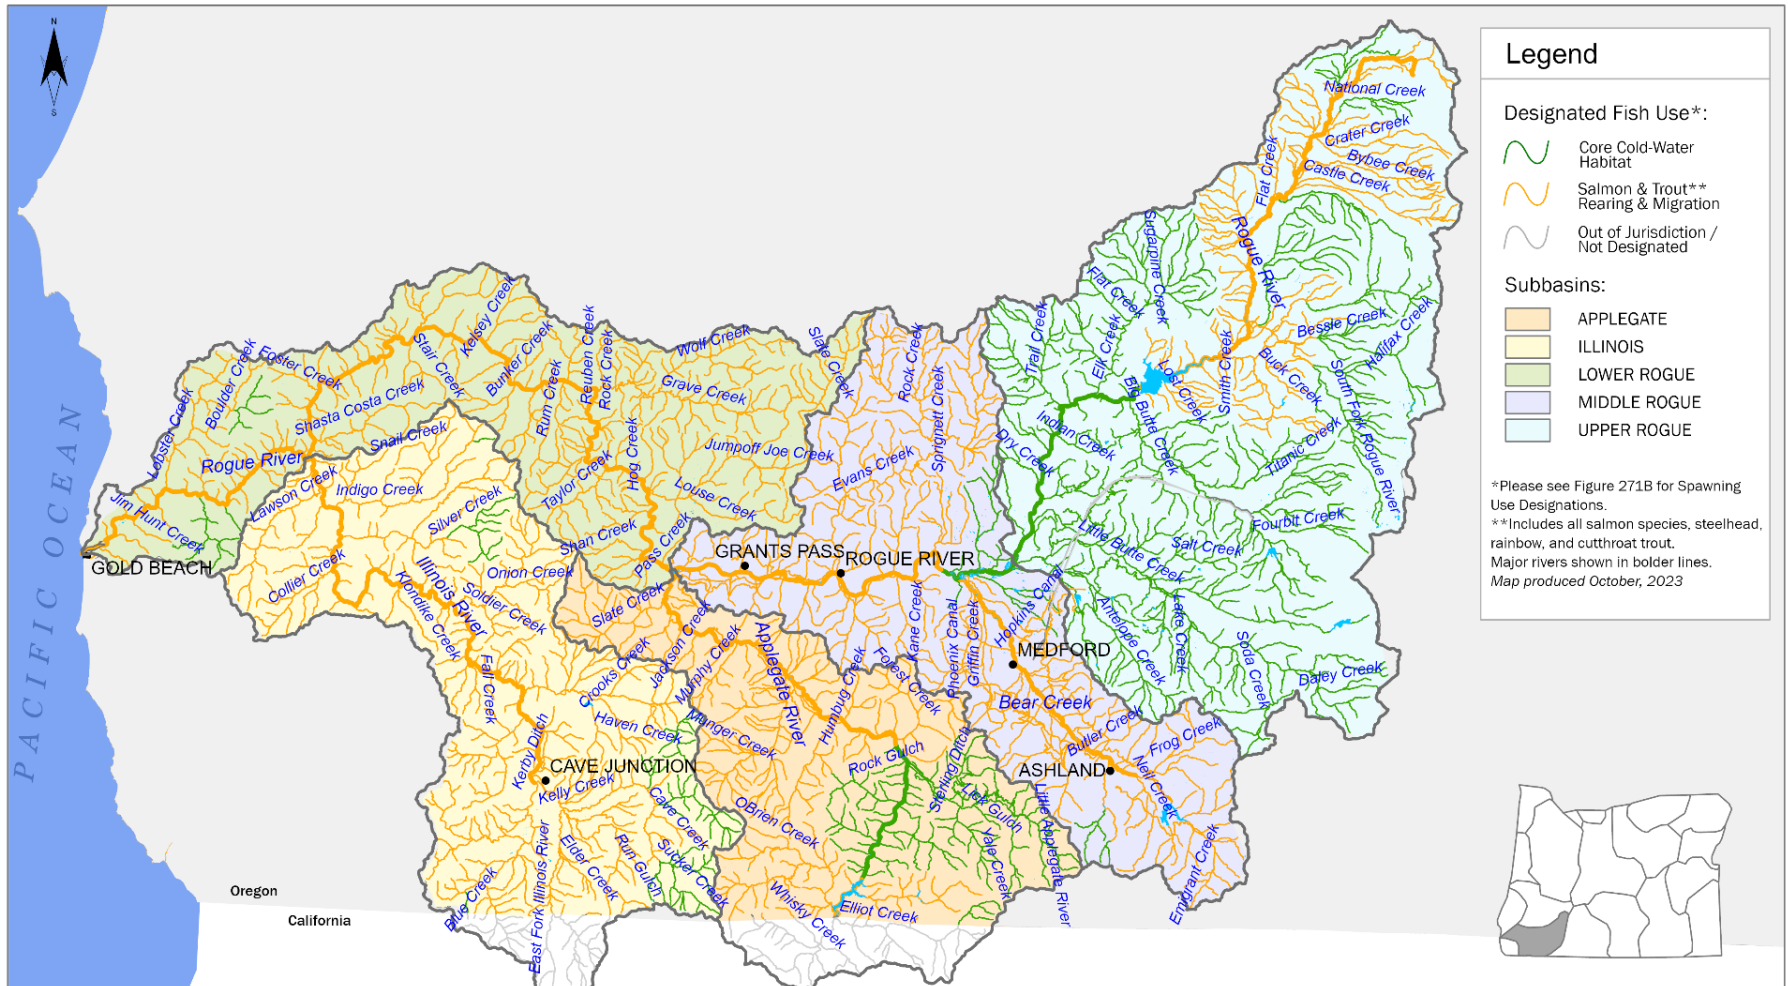 N
S
Legend
Designated Fish Use*:
Core Cold-Water
Habitat
Salmon & Trout**
Rearing & Migration
Out of Jurisdiction /
Not Designated
Subbasins:
APPLEGATE
ILLINOIS
LOWER ROGUE
MIDDLE ROGUE
UPPER ROGUE
*Please see Figure 271B for Spawning
Use Designations.
**Includes all salmon species, steelhead,
rainbow, and cutthroat trout.
Major rivers shown in bolder lines.
Map produced October, 2023
National Creek
Crater Creek
Bybee Creek
Castle Creek
Flat Creek
Rogue River
Sugarpine Creek
Flat Creek
Elk Creek
Trail Creek
Bessie Creek
Halifax Creek
Buck Creek
South Fork Rogue River
Smith Creek
Lost Creek
Big Butte Creek
Indian Creek
Dry Creek
Titanic Creek
Fourbit Creek
Salt Creek
Little Butte Creek
Lake Creek
Antelope Creek
Soda Creek
Daley Creek
Kelsey Creek
Stair Creek
Bunker Creek
Rum Creek
Reuben Creek
Rock Creek
Wolf Creek
Slate Creek
Grave Creek
Jumpoff Joe Creek
Louse Creek
Hog Creek
Taylor Creek
Shan Creek
Pass Creek
Foster Creek
Boulder Creek
Lobster Creek
Shasta Costa Creek
Snail Creek
Rogue River
Lawson Creek
Jim Hunt Creek
GOLD BEACH
PACIFIC OCEAN
Indigo Creek
Silver Creek
Collier Creek
Onion Creek
Illinois River
Klondike Creek
Soldier Creek
Fall Creek
Kerby Ditch
CAVE JUNCTION
Kelly Creek
Crooks Creek
Haven Creek
Cave Creek
Sucker Creek
Run Gulch
Elder Creek
East Fork Illinois River
Blue Creek
Rock Creek
Sprignett Creek
Evans Creek
GRANTS PASS
ROGUE RIVER
Kane Creek
Phoenix Canal
Griffin Creek
Hopkins Canal
MEDFORD
Bear Creek
Butler Creek
Frog Creek
ASHLAND
Neil Creek
Emigrant Creek
Slate Creek
Jackson Creek
Murphy Creek
Applegate River
Humbug Creek
Forest Creek
Munger Creek
Rock Gulch
Sterling Ditch
Lick Gulch
Yale Creek
Little Applegate River
OBrien Creek
Whisky Creek
Elliot Creek
Oregon
California